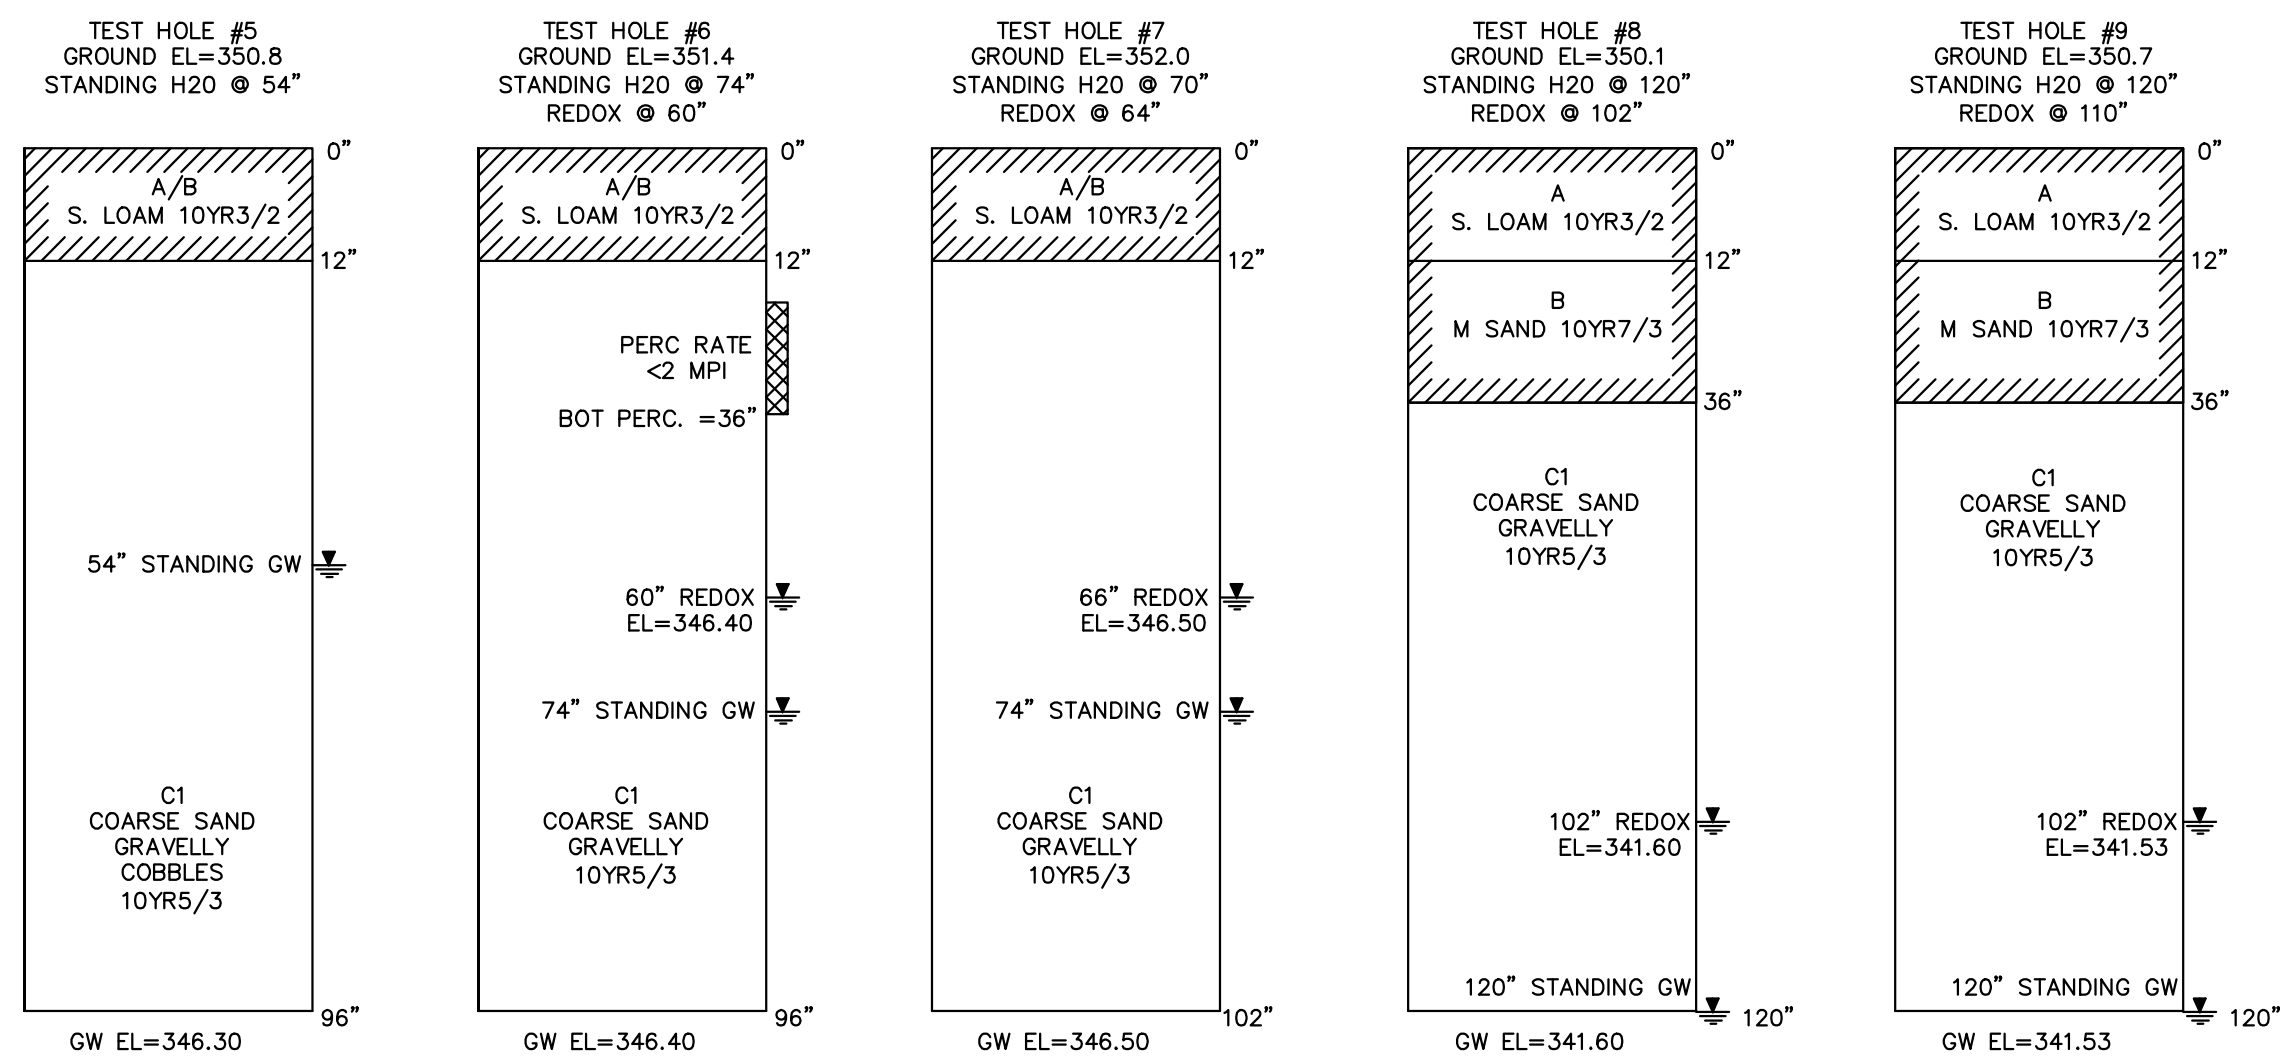 TEST HOLE #5
GROUND EL=350.8
STANDING H20 @ 54”
0”
A/B
S. LOAM 10YR3/2
12”
54” STANDING GW
C1
COARSE SAND
GRAVELLY
COBBLES
10YR5/3
96”
GW EL=346.30
TEST HOLE #6
GROUND EL=351.4
STANDING H20 @ 74”
REDOX @ 60”
0”
A/B
S. LOAM 10YR3/2
12”
PERC RATE
<2 MPI
BOT PERC. =36”
60” REDOX
EL=346.40
74” STANDING GW
C1
COARSE SAND
GRAVELLY
10YR5/3
96”
GW EL=346.40
TEST HOLE #7
GROUND EL=352.0
STANDING H20 @ 70”
REDOX @ 64”
0”
A/B
S. LOAM 10YR3/2
12”
66” REDOX
EL=346.50
74” STANDING GW
C1
COARSE SAND
GRAVELLY
10YR5/3
102”
GW EL=346.50
TEST HOLE #8
GROUND EL=350.1
STANDING H20 @ 120”
REDOX @ 102”
0”
A
S. LOAM 10YR3/2
12”
B
M SAND 10YR7/3
36”
C1
COARSE SAND
GRAVELLY
10YR5/3
102” REDOX
EL=341.60
120” STANDING GW
120”
GW EL=341.60
TEST HOLE #9
GROUND EL=350.7
STANDING H20 @ 120”
REDOX @ 110”
0”
A
S. LOAM 10YR3/2
12”
B
M SAND 10YR7/3
36”
C1
COARSE SAND
GRAVELLY
10YR5/3
102” REDOX
EL=341.53
120” STANDING GW
120”
GW EL=341.53